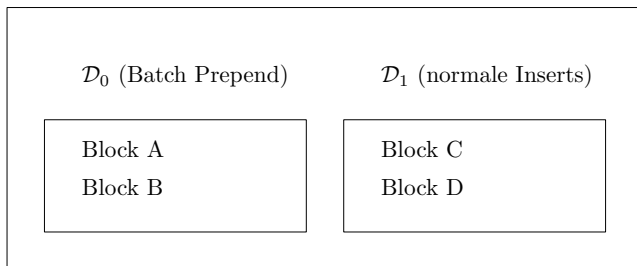 𝒟₀ (Batch Prepend)
Block A
Block B
𝒟₁ (normale Inserts)
Block C
Block D